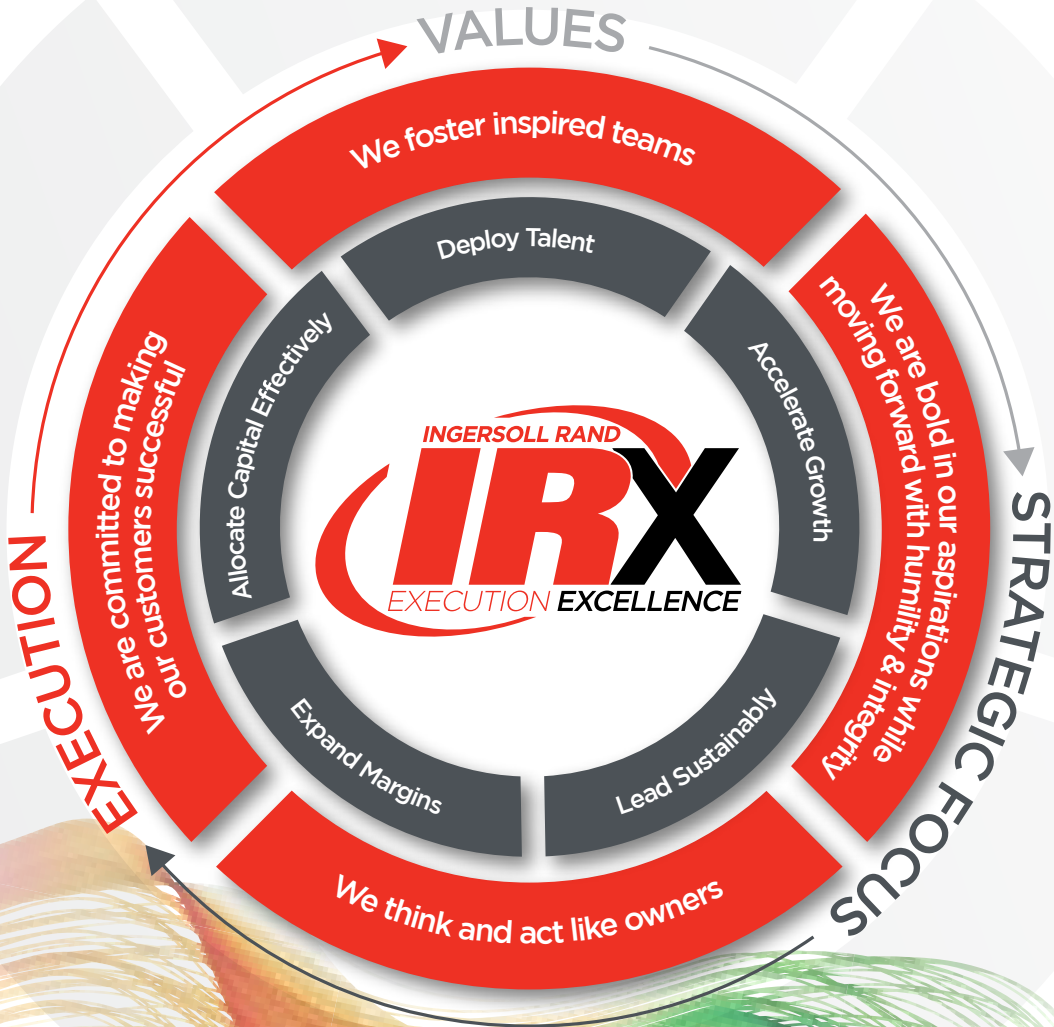 VALUES
STRATEGIC FOCUS
EXECUTION
We foster inspired teams
We are bold in our aspirations while
moving forward with humility & integrity
We think and act like owners
We are committed to making
our customers successful
Deploy Talent
Accelerate Growth
Lead Sustainably
Expand Margins
Allocate Capital Effectively
INGERSOLL RAND
IRX
EXECUTION EXCELLENCE